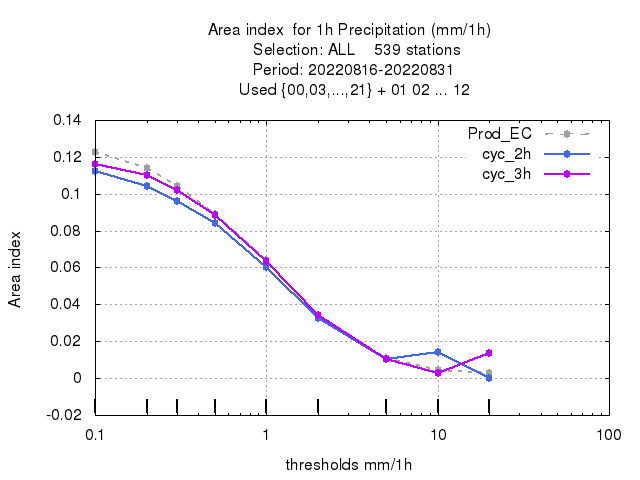 Area index  for 1h Precipitation (mm/1h)
Selection: ALL    539 stations
Period: 20220816-20220831
Used {00,03,...,21} + 01 02 ... 12
Prod_EC
cyc_2h
cyc_3h
0.14
0.12
0.1
0.08
0.06
0.04
0.02
0
-0.02
Area index
0.1 1 10 100
thresholds mm/1h